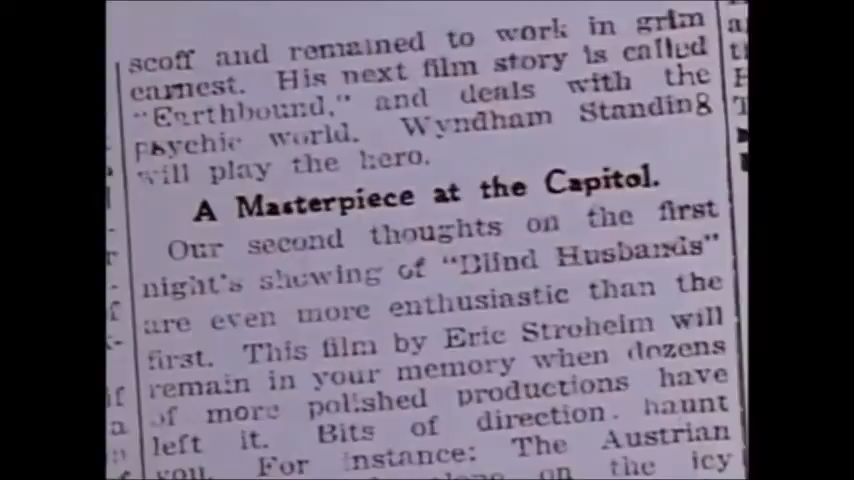 scoff and remained to work in grim
earnest. His next film story is called
"Earthbound," and deals with the
psychic world. Wyndham Standing
will play the hero.
A Masterpiece at the Capitol.
Our second thoughts on the first
night's showing of "Blind Husbands"
are even more enthusiastic than the
first. This film by Eric Stroheim will
remain in your memory when dozens
of more polished productions have
left it. Bits of direction haunt
you. For instance: The Austrian
on the icy